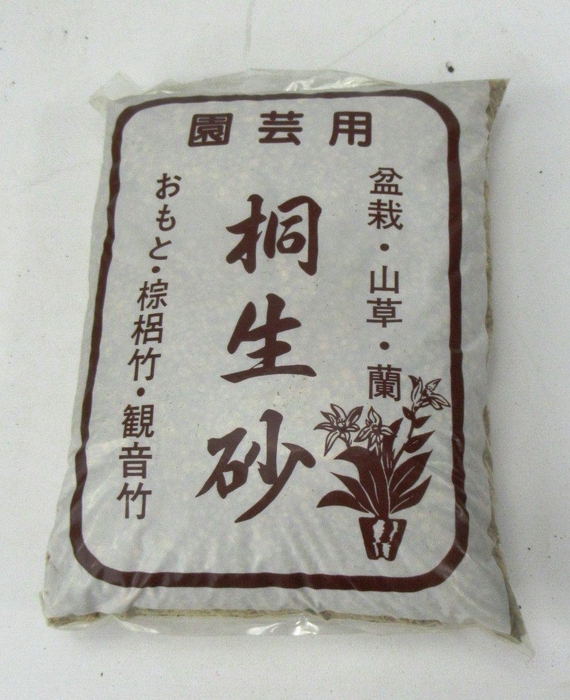 園芸用
盆栽・山草・蘭
桐生砂
おもと・棕梠竹・観音竹